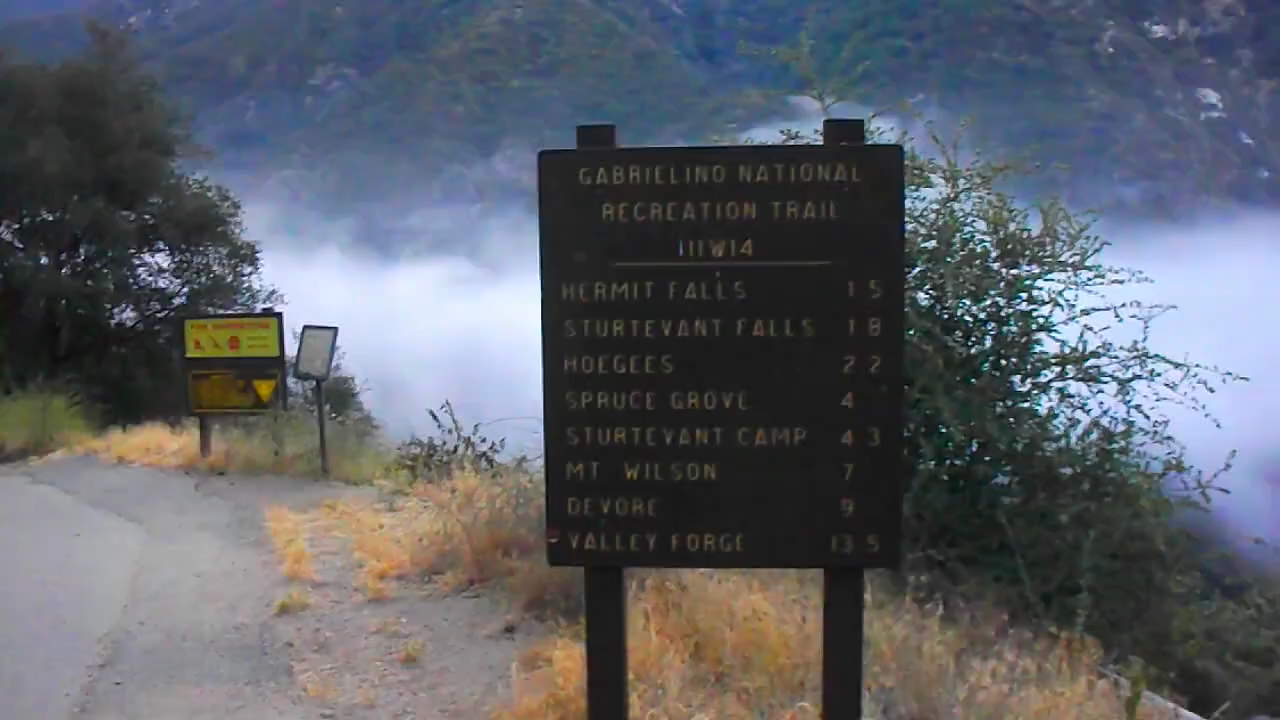 GABRIELINO NATIONAL
RECREATION TRAIL
11W14
HERMIT FALLS 1.5
STURTEVANT FALLS 1.8
HOEGEES 2.2
SPRUCE GROVE 4
STURTEVANT CAMP 4.3
MT. WILSON 7
DEVORE 9
VALLEY FORGE 13.5